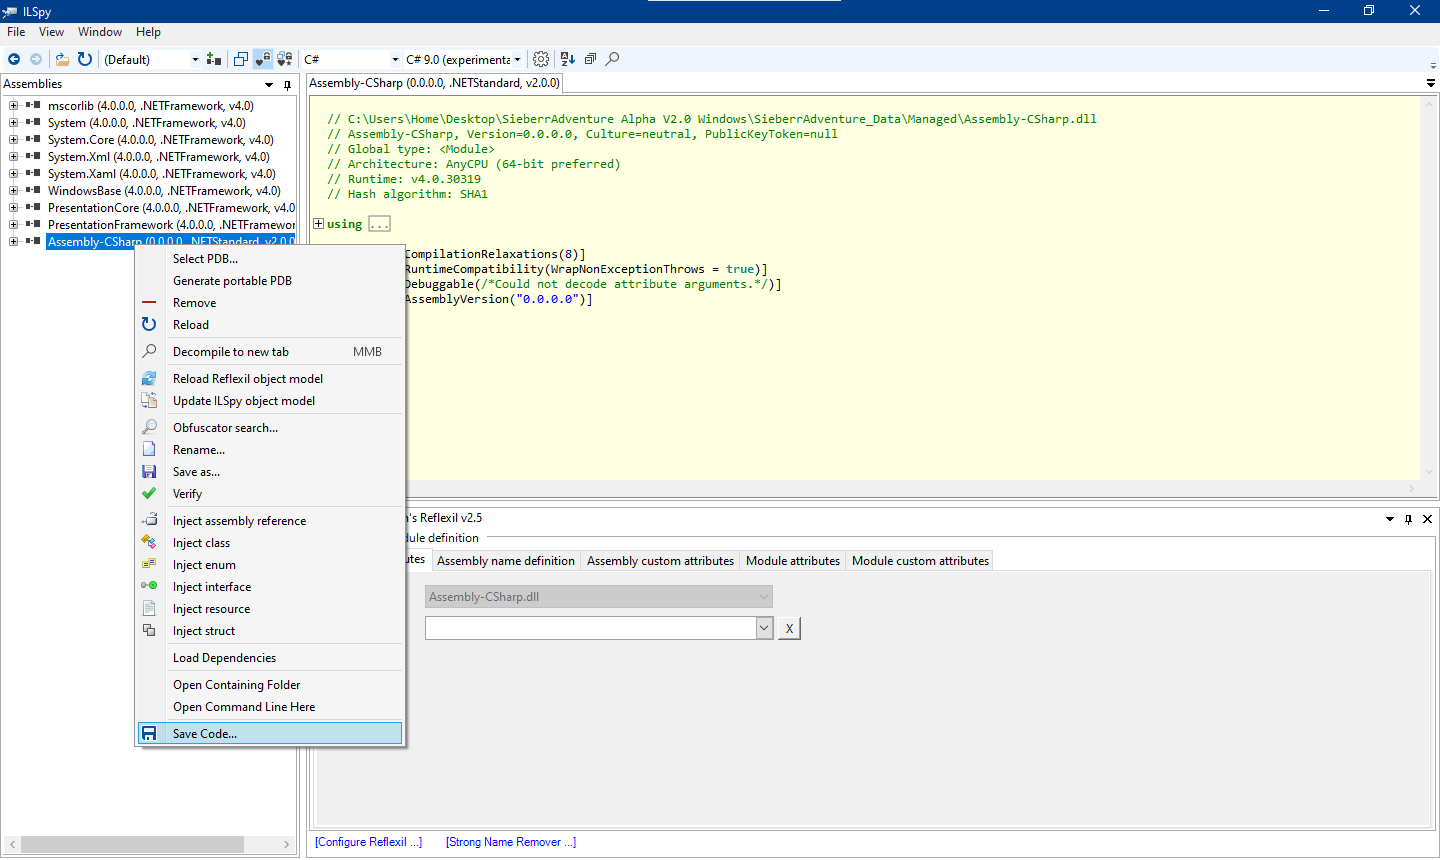 ILSpy
File View Window Help
(Default) C# C# 9.0 (experimenta
Assemblies
mscorlib (4.0.0.0, .NETFramework, v4.0)
System (4.0.0.0, .NETFramework, v4.0)
System.Core (4.0.0.0, .NETFramework, v4.0)
System.Xml (4.0.0.0, .NETFramework, v4.0)
System.Xaml (4.0.0.0, .NETFramework, v4.0)
WindowsBase (4.0.0.0, .NETFramework, v4.0)
PresentationCore (4.0.0.0, .NETFramework, v4.0
PresentationFramework (4.0.0.0, .NETFramewor
Assembly-CSharp (0.0.0.0, .NETStandard, v2.0.0
Select PDB...
Generate portable PDB
Remove
Reload
Decompile to new tab MMB
Reload Reflexil object model
Update ILSpy object model
Obfuscator search...
Rename...
Save as...
Verify
Inject assembly reference
Inject class
Inject enum
Inject interface
Inject resource
Inject struct
Load Dependencies
Open Containing Folder
Open Command Line Here
Save Code...
Assembly-CSharp (0.0.0.0, .NETStandard, v2.0.0)
// C:\Users\Home\Desktop\SieberrAdventure Alpha V2.0 Windows\SieberrAdventure_Data\Managed\Assembly-CSharp.dll
// Assembly-CSharp, Version=0.0.0.0, Culture=neutral, PublicKeyToken=null
// Global type: <Module>
// Architecture: AnyCPU (64-bit preferred)
// Runtime: v4.0.30319
// Hash algorithm: SHA1
using ...
CompilationRelaxations(8)]
RuntimeCompatibility(WrapNonExceptionThrows = true)]
Debuggable(/*Could not decode attribute arguments.*/)]
AssemblyVersion("0.0.0.0")]
's Reflexil v2.5
dule definition
utes Assembly name definition Assembly custom attributes Module attributes Module custom attributes
Assembly-CSharp.dll
X
[Configure Reflexil ...] [Strong Name Remover ...]